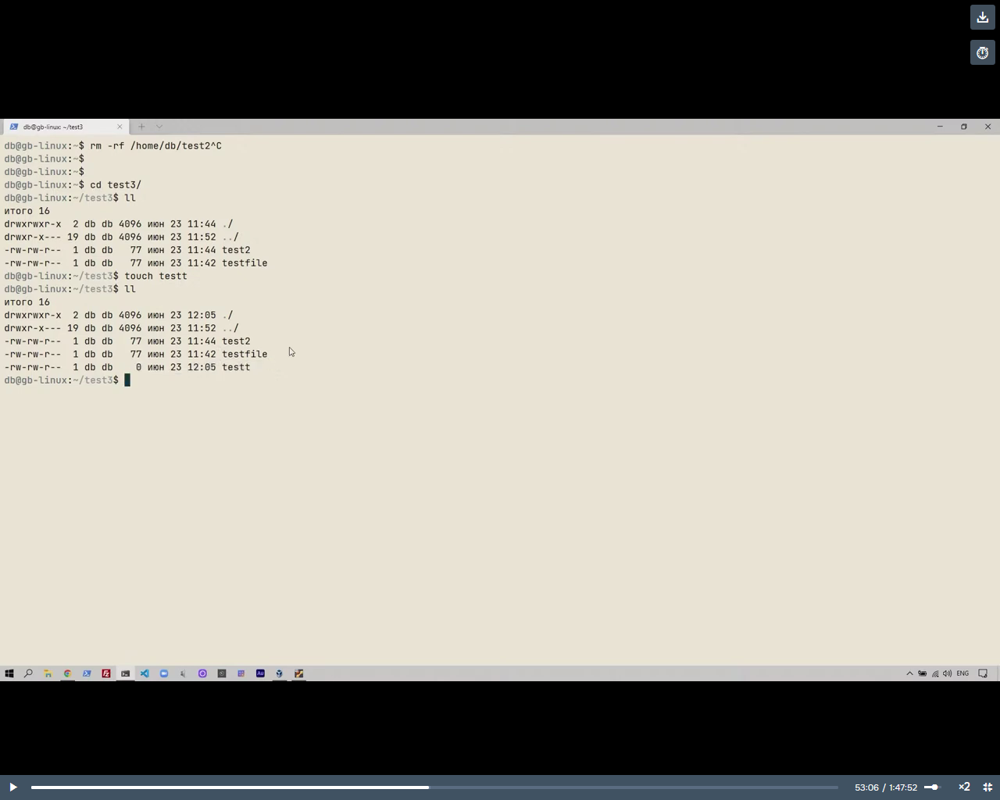 db@gb-linux: ~/test3
db@gb-linux:~$ rm -rf /home/db/test2^C
db@gb-linux:~$
db@gb-linux:~$
db@gb-linux:~$ cd test3/
db@gb-linux:~/test3$ ll
итого 16
drwxrwxr-x  2 db db 4096 июн 23 11:44 ./
drwxr-x--- 19 db db 4096 июн 23 11:52 ../
-rw-rw-r--  1 db db   77 июн 23 11:44 test2
-rw-rw-r--  1 db db   77 июн 23 11:42 testfile
db@gb-linux:~/test3$ touch testt
db@gb-linux:~/test3$ ll
итого 16
drwxrwxr-x  2 db db 4096 июн 23 12:05 ./
drwxr-x--- 19 db db 4096 июн 23 11:52 ../
-rw-rw-r--  1 db db   77 июн 23 11:44 test2
-rw-rw-r--  1 db db   77 июн 23 11:42 testfile
-rw-rw-r--  1 db db    0 июн 23 12:05 testt
db@gb-linux:~/test3$
Fz Au ENG
53:06 / 1:47:52 ×2